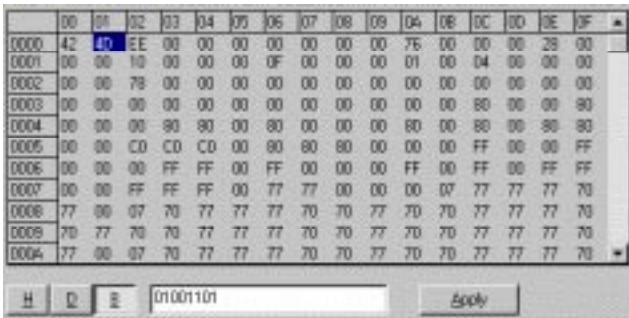 00 01 02 03 04 05 06 07 08 09 0A 0B 0C 0D 0E 0F
0000 42 4D EE 00 00 00 00 00 00 00 76 00 00 00 28 00
0001 00 00 10 00 00 00 0F 00 00 00 01 00 04 00 00 00
0002 00 00 78 00 00 00 00 00 00 00 00 00 00 00 00 00
0003 00 00 00 00 00 00 00 00 00 00 00 00 80 00 00 80
0004 00 00 00 80 80 00 80 00 00 00 80 00 80 00 80 80
0005 00 00 C0 C0 C0 00 80 80 80 00 00 00 FF 00 00 FF
0006 00 00 00 FF FF 00 FF 00 00 00 FF 00 FF 00 FF FF
0007 00 00 FF FF FF 00 77 77 00 00 00 07 77 77 77 70
0008 77 00 07 70 77 77 77 70 70 77 70 70 77 77 77 70
0009 70 77 70 70 77 77 77 70 70 77 70 70 77 77 77 70
000A 77 00 07 70 77 77 77 70 70 77 70 70 77 77 77 70
H D B 01001101 Apply